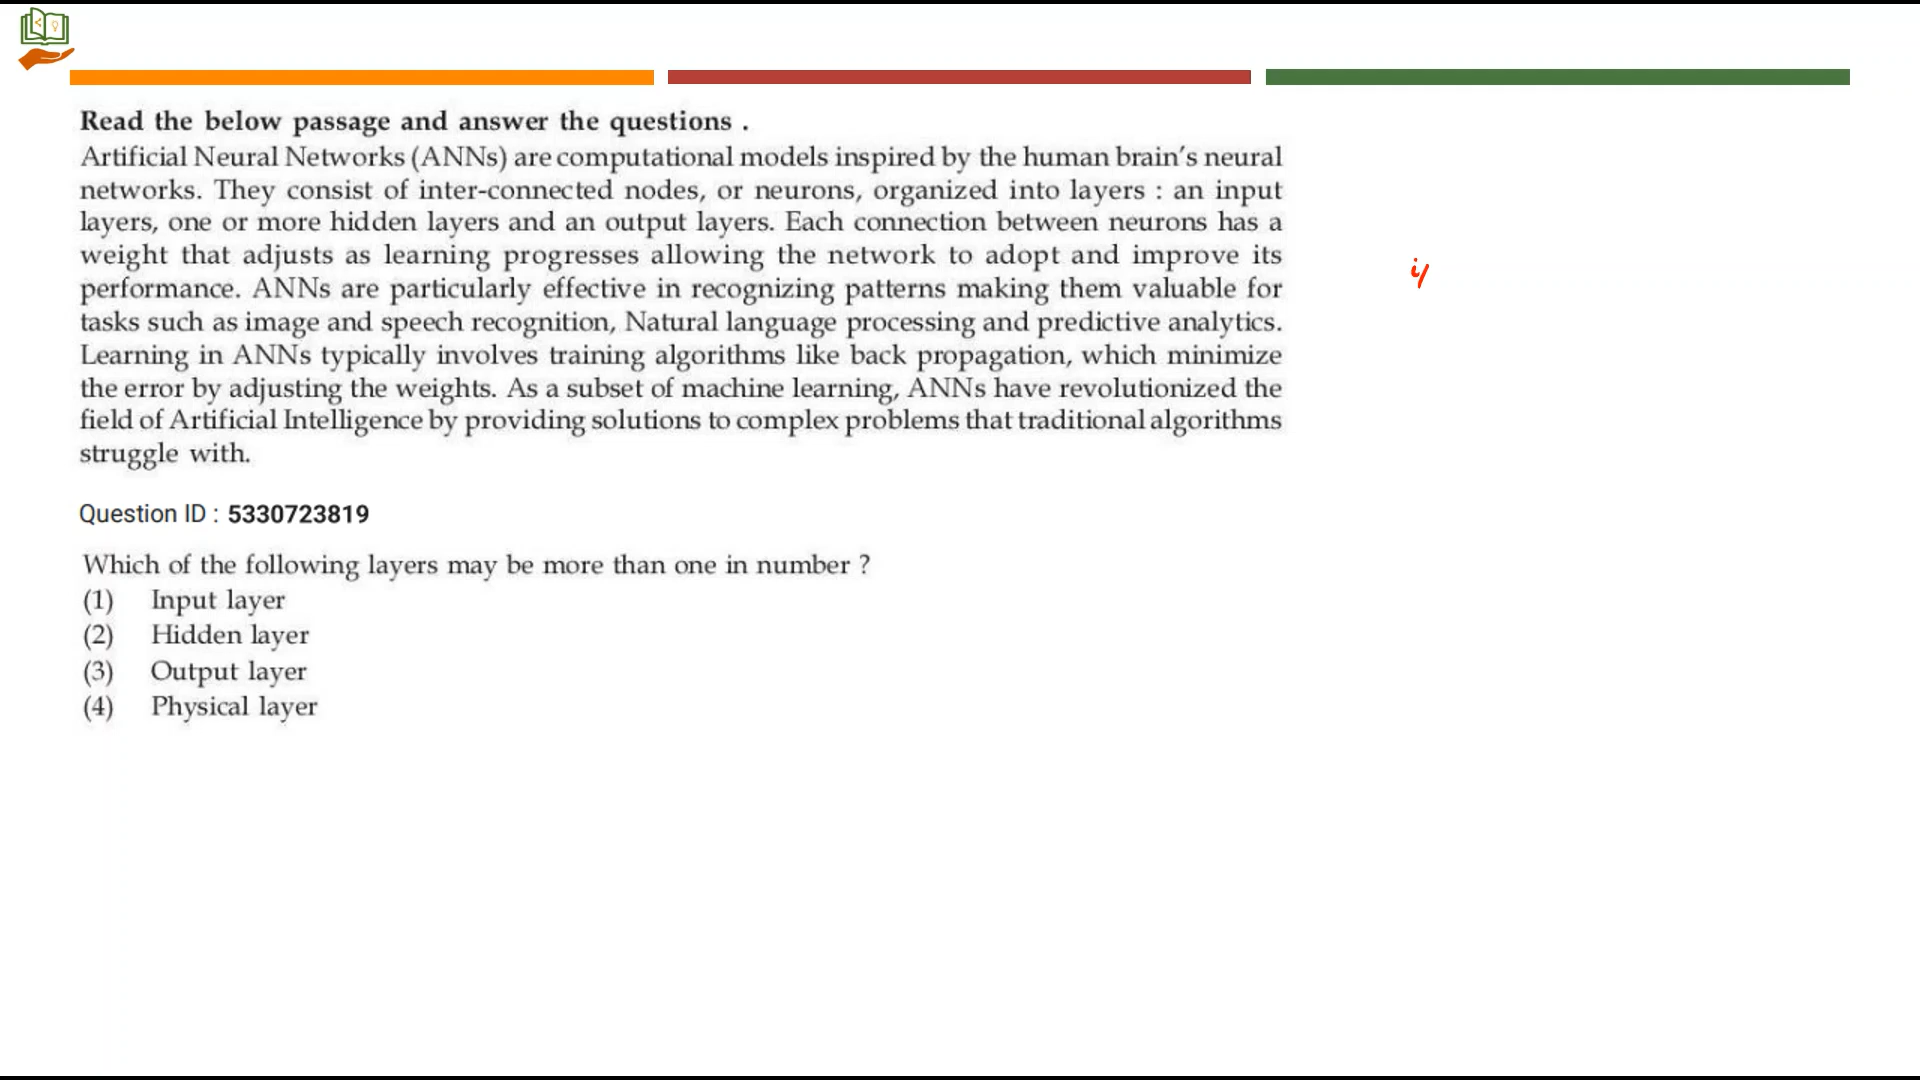 Read the below passage and answer the questions .
Artificial Neural Networks (ANNs) are computational models inspired by the human brain's neural
networks. They consist of inter-connected nodes, or neurons, organized into layers : an input
layers, one or more hidden layers and an output layers. Each connection between neurons has a
weight that adjusts as learning progresses allowing the network to adopt and improve its
performance. ANNs are particularly effective in recognizing patterns making them valuable for
tasks such as image and speech recognition, Natural language processing and predictive analytics.
Learning in ANNs typically involves training algorithms like back propagation, which minimize
the error by adjusting the weights. As a subset of machine learning, ANNs have revolutionized the
field of Artificial Intelligence by providing solutions to complex problems that traditional algorithms
struggle with.
Question ID : 5330723819
Which of the following layers may be more than one in number ?
(1) Input layer
(2) Hidden layer
(3) Output layer
(4) Physical layer